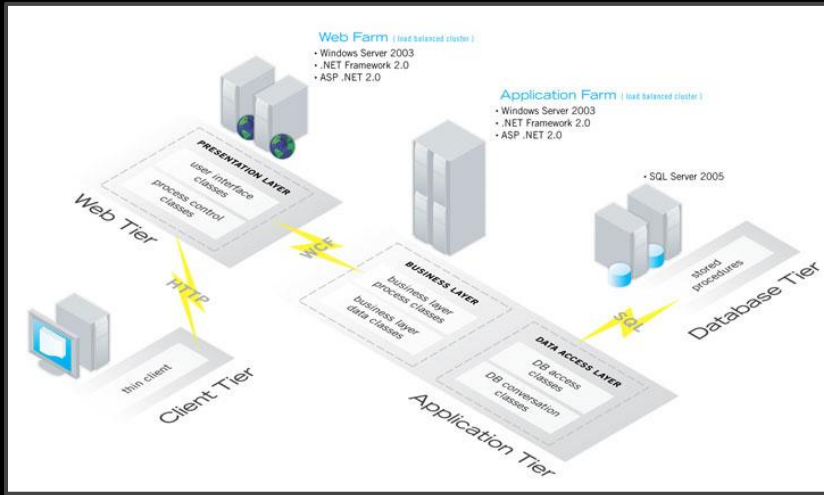 Web Farm ( load balanced cluster )
• Windows Server 2003
• .NET Framework 2.0
• ASP .NET 2.0
Application Farm ( load balanced cluster )
• Windows Server 2003
• .NET Framework 2.0
• ASP .NET 2.0
• SQL Server 2005
PRESENTATION LAYER
user interface
classes
process control
classes
Web Tier
WCF
HTTP
BUSINESS LAYER
business layer
process classes
business layer
data classes
stored
procedures
Database Tier
SQL
DATA ACCESS LAYER
DB access
classes
DB conversation
classes
Application Tier
thin client
Client Tier